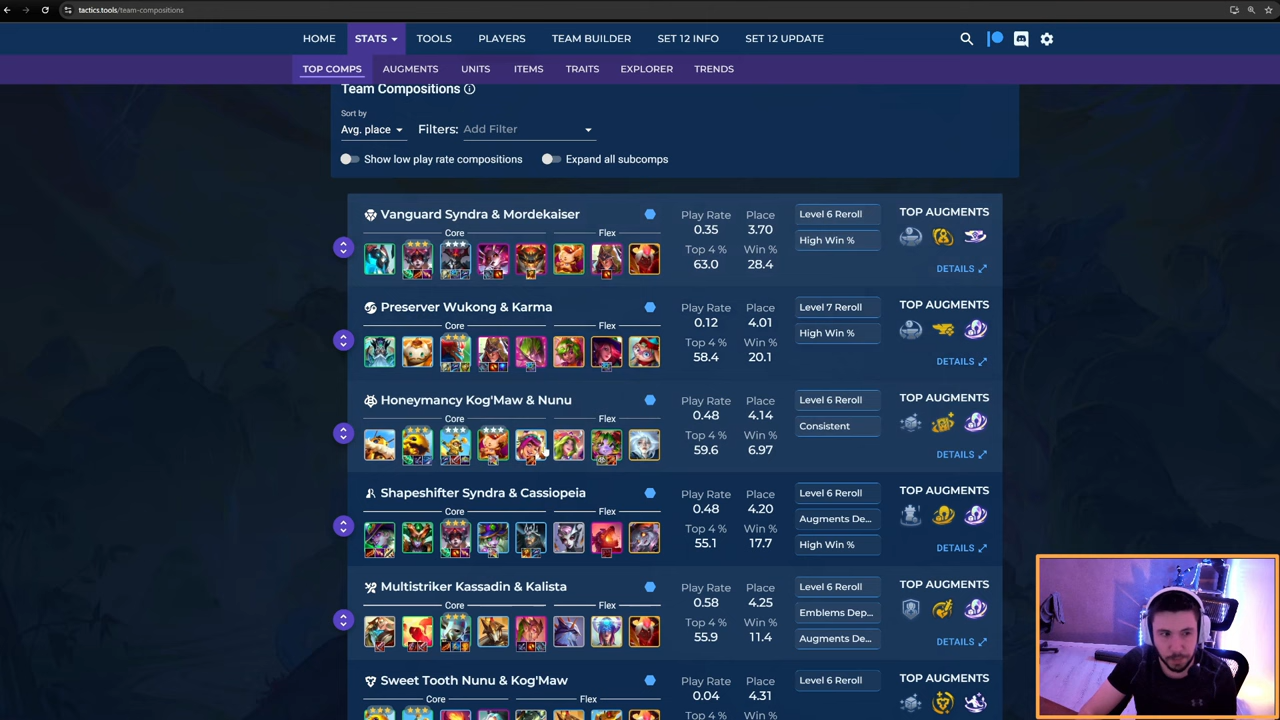 tactics.tools/team-compositions
HOME STATS TOOLS PLAYERS TEAM BUILDER SET 12 INFO SET 12 UPDATE
TOP COMPS AUGMENTS UNITS ITEMS TRAITS EXPLORER TRENDS
Team Compositions
Sort by
Avg. place Filters: Add Filter
Show low play rate compositions Expand all subcomps
Vanguard Syndra & Mordekaiser
Core Flex
Play Rate Place
0.35 3.70
Top 4 % Win %
63.0 28.4
Level 6 Reroll
High Win %
TOP AUGMENTS
DETAILS
Preserver Wukong & Karma
Core Flex
Play Rate Place
0.12 4.01
Top 4 % Win %
58.4 20.1
Level 7 Reroll
High Win %
TOP AUGMENTS
DETAILS
Honeymancy Kog'Maw & Nunu
Core Flex
Play Rate Place
0.48 4.14
Top 4 % Win %
59.6 6.97
Level 6 Reroll
Consistent
TOP AUGMENTS
DETAILS
Shapeshifter Syndra & Cassiopeia
Core Flex
Play Rate Place
0.48 4.20
Top 4 % Win %
55.1 17.7
Level 6 Reroll
Augments De...
High Win %
TOP AUGMENTS
DETAILS
Multistriker Kassadin & Kalista
Core Flex
Play Rate Place
0.58 4.25
Top 4 % Win %
55.9 11.4
Level 6 Reroll
Emblems Dep...
Augments De...
TOP AUGMENTS
DETAILS
Sweet Tooth Nunu & Kog'Maw
Core Flex
Play Rate Place
0.04 4.31
Top 4 % Win %
Level 6 Reroll
TOP AUGMENTS